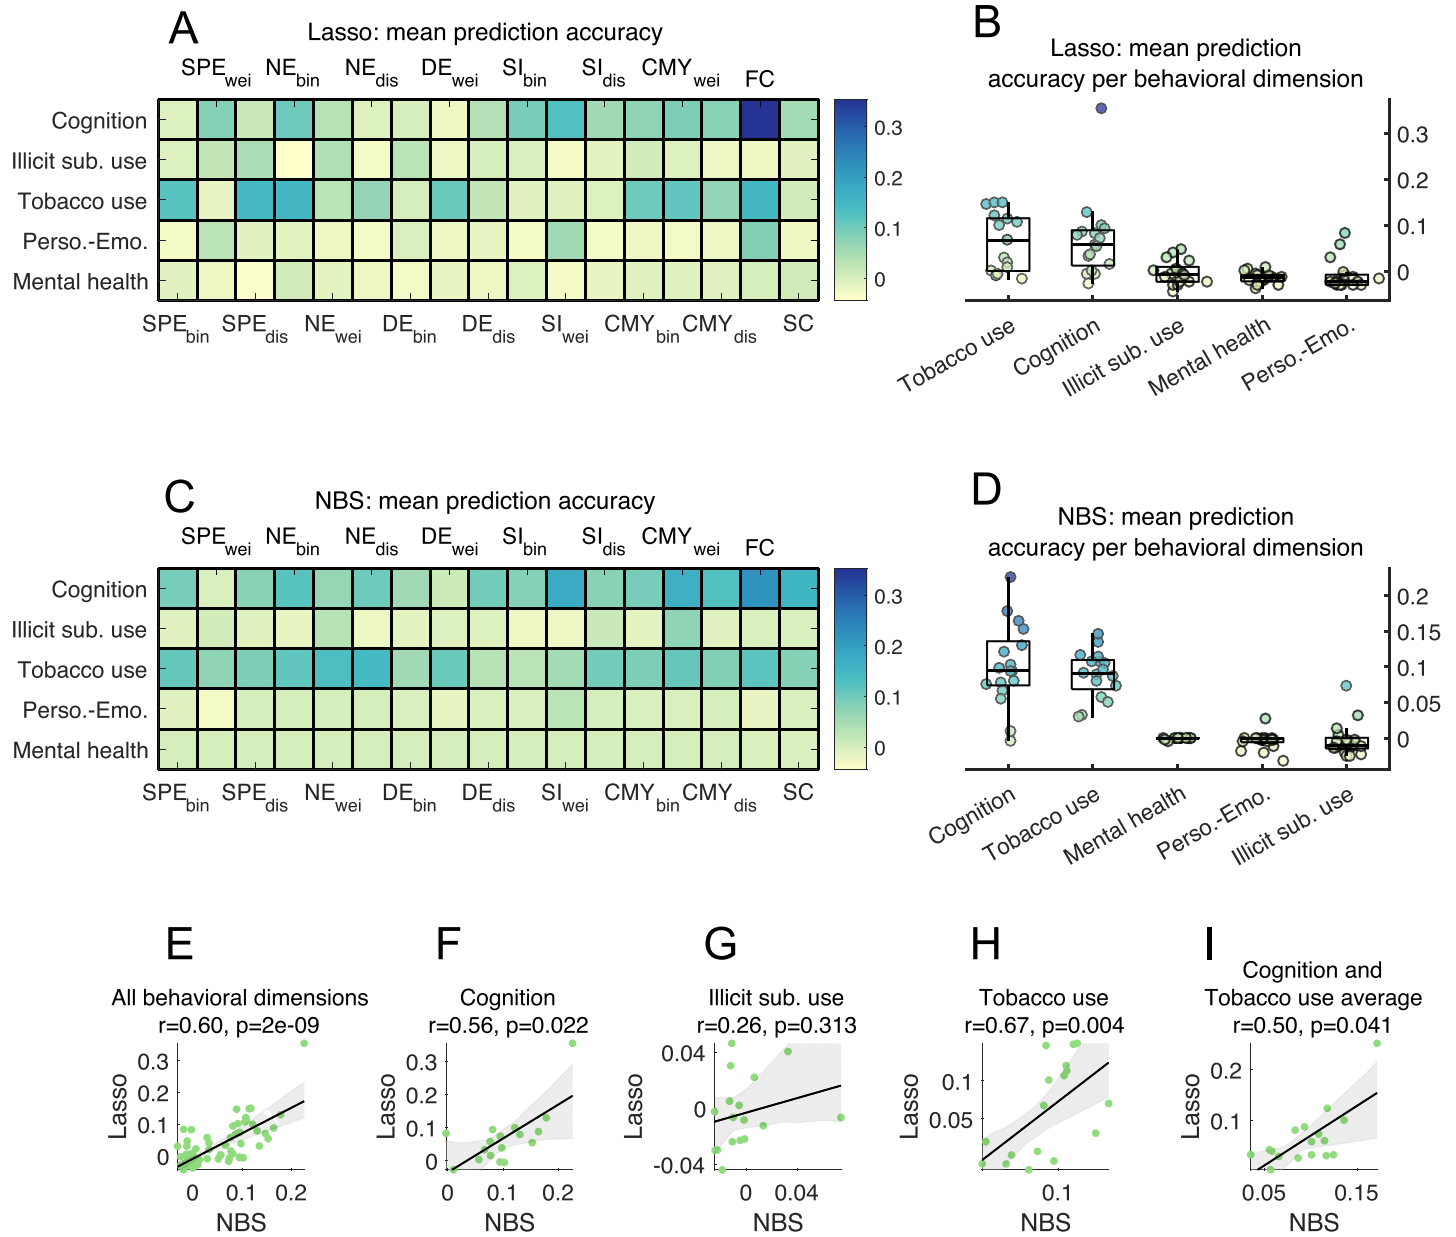 A
Lasso: mean prediction accuracy
SPEwei NEbin NEdis DEwei SIbin SIdis CMYwei FC
Cognition
Illicit sub. use
Tobacco use
Perso.-Emo.
Mental health
SPEbin SPEdis NEwei DEbin DEdis SIwei CMYbin CMYdis SC
0.3
0.2
0.1
0
B
Lasso: mean prediction
accuracy per behavioral dimension
0.3
0.2
0.1
0
Tobacco use
Cognition
Illicit sub. use
Mental health
Perso.-Emo.
C
NBS: mean prediction accuracy
SPEwei NEbin NEdis DEwei SIbin SIdis CMYwei FC
Cognition
Illicit sub. use
Tobacco use
Perso.-Emo.
Mental health
SPEbin SPEdis NEwei DEbin DEdis SIwei CMYbin CMYdis SC
0.3
0.2
0.1
0
D
NBS: mean prediction
accuracy per behavioral dimension
0.2
0.15
0.1
0.05
0
Cognition
Tobacco use
Mental health
Perso.-Emo.
Illicit sub. use
E
All behavioral dimensions
r=0.60, p=2e-09
Lasso
0.3
0.2
0.1
0
0 0.1 0.2
NBS
F
Cognition
r=0.56, p=0.022
Lasso
0.3
0.2
0.1
0
0 0.1 0.2
NBS
G
Illicit sub. use
r=0.26, p=0.313
Lasso
0.04
0
-0.04
0 0.04
NBS
H
Tobacco use
r=0.67, p=0.004
Lasso
0.1
0.05
0.1
NBS
I
Cognition and
Tobacco use average
r=0.50, p=0.041
Lasso
0.2
0.1
0.05 0.15
NBS